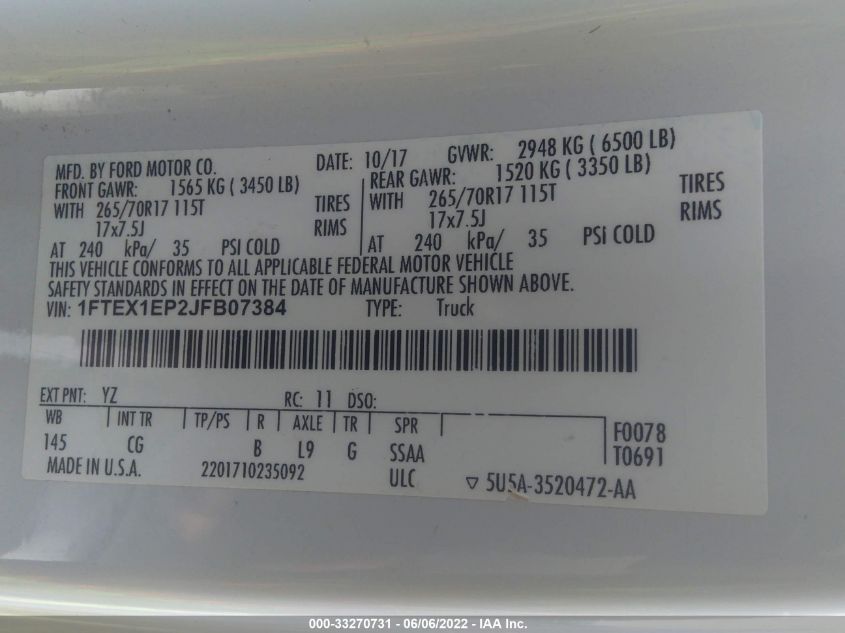 MFD. BY FORD MOTOR CO. DATE: 10/17 GVWR: 2948 KG ( 6500 LB)
FRONT GAWR: 1565 KG ( 3450 LB) REAR GAWR: 1520 KG ( 3350 LB)
WITH 265/70R17 115T TIRES WITH 265/70R17 115T TIRES
17x7.5J RIMS 17x7.5J RIMS
AT 240 kPa/ 35 PSI COLD AT 240 kPa/ 35 PSI COLD
THIS VEHICLE CONFORMS TO ALL APPLICABLE FEDERAL MOTOR VEHICLE
SAFETY STANDARDS IN EFFECT ON THE DATE OF MANUFACTURE SHOWN ABOVE.
VIN: 1FTEX1EP2JFB07384 TYPE: Truck
EXT PNT: YZ RC: 11 DSO:
WB INT TR TP/PS R AXLE TR SPR F0078
145 CG B L9 G SSAA T0691
MADE IN U.S.A. 2201710235092 ULC ▽ 5U5A-3520472-AA
000-33270731 - 06/06/2022 - IAA Inc.